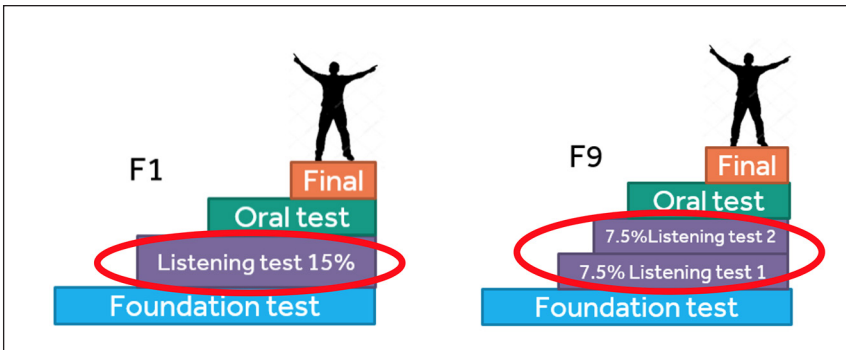 F1
Final
Oral test
Listening test 15%
Foundation test
F9
Final
Oral test
7.5%Listening test 2
7.5% Listening test 1
Foundation test